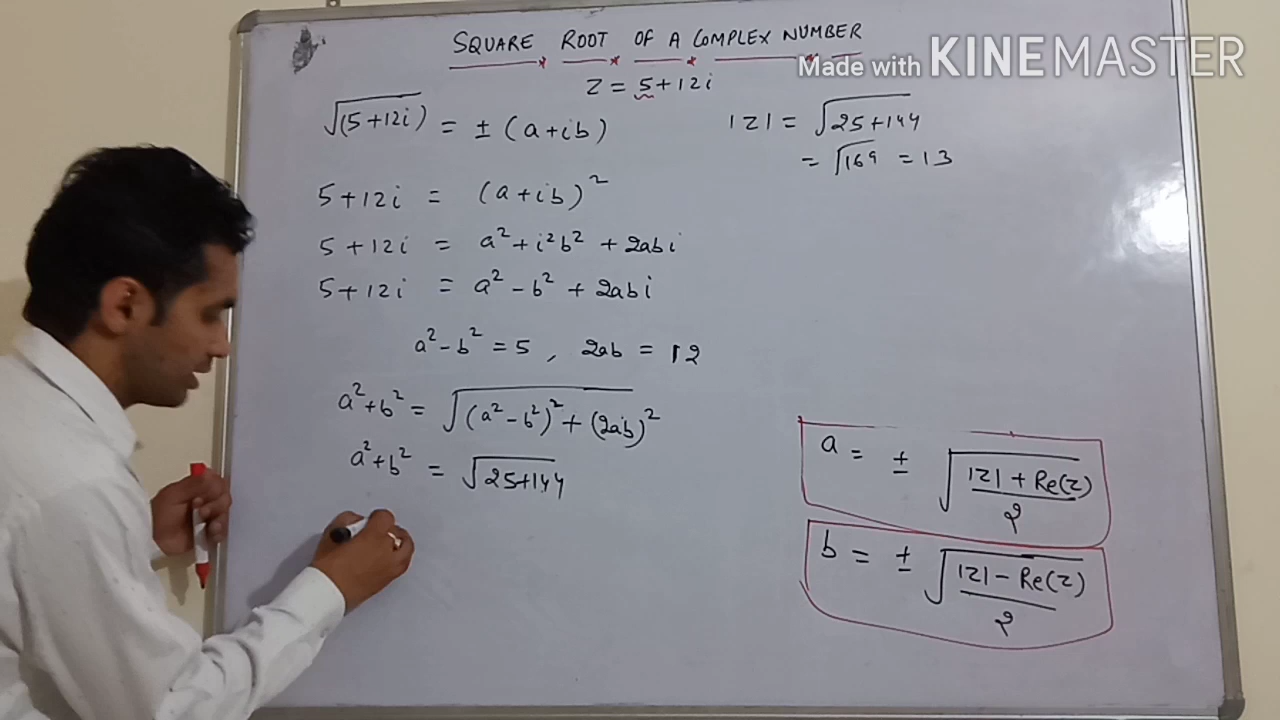 SQUARE ROOT OF A COMPLEX NUMBER
Made with KINEMASTER
Z = 5+12i
√(5+12i) = ± (a+ib)
|Z| = √25+144
= √169 = 13
5+12i = (a+ib)²
5+12i = a²+i²b² + 2abi
5+12i = a²-b² + 2abi
a²-b² = 5 , 2ab = 12
a²+b² = √(a²-b²)²+(2ab)²
a²+b² = √25+144
a = ± √|Z|+Re(Z)/2
b = ± √|Z|-Re(Z)/2